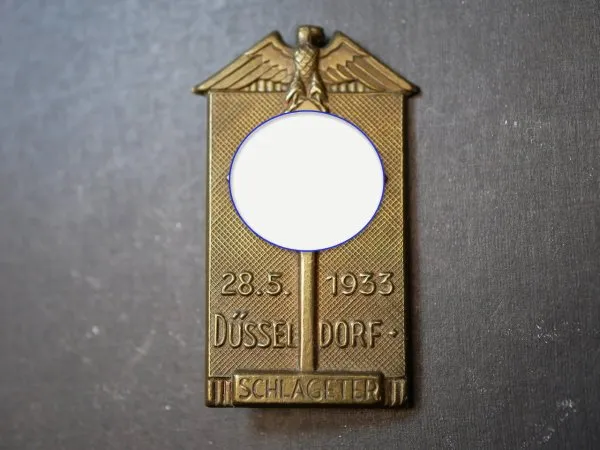 28.5. 1933
DÜSSELDORF·
SCHLAGETER